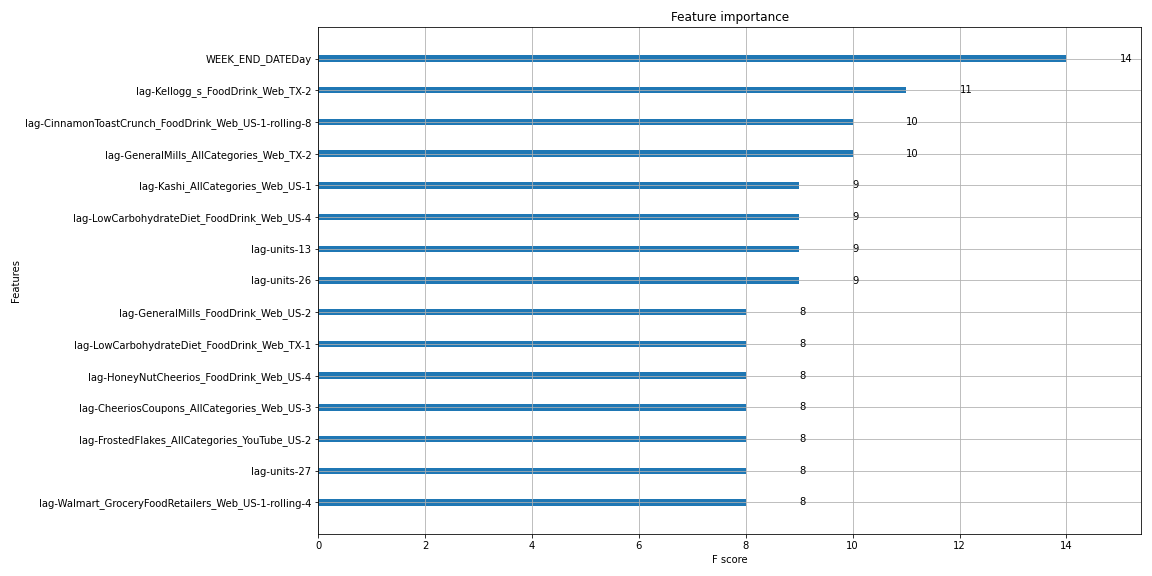 Feature importance
WEEK_END_DATEDay 14
lag-Kellogg_s_FoodDrink_Web_TX-2 11
lag-CinnamonToastCrunch_FoodDrink_Web_US-1-rolling-8 10
lag-GeneralMills_AllCategories_Web_TX-2 10
lag-Kashi_AllCategories_Web_US-1 9
lag-LowCarbohydrateDiet_FoodDrink_Web_US-4 9
lag-units-13 9
lag-units-26 9
Features
lag-GeneralMills_FoodDrink_Web_US-2 8
lag-LowCarbohydrateDiet_FoodDrink_Web_TX-1 8
lag-HoneyNutCheerios_FoodDrink_Web_US-4 8
lag-CheeriosCoupons_AllCategories_Web_US-3 8
lag-FrostedFlakes_AllCategories_YouTube_US-2 8
lag-units-27 8
lag-Walmart_GroceryFoodRetailers_Web_US-1-rolling-4 8
0 2 4 6 8 10 12 14
F score